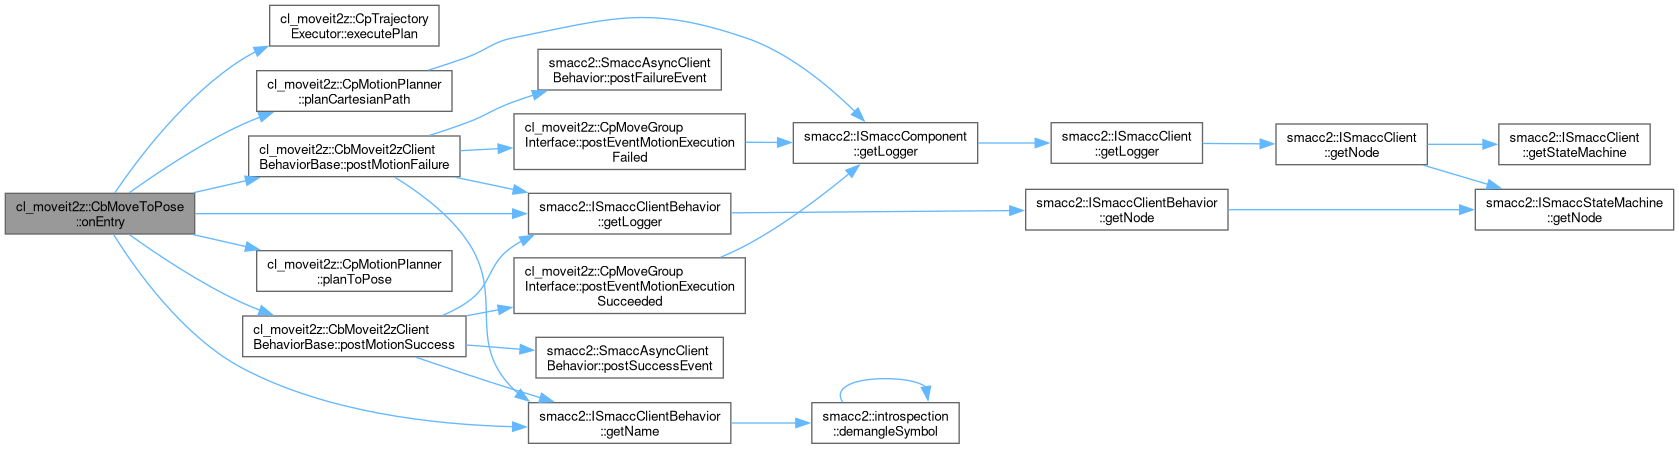 cl_moveit2z::CpTrajectory
Executor::executePlan
cl_moveit2z::CpMotionPlanner
::planCartesianPath
smacc2::SmaccAsyncClient
Behavior::postFailureEvent
cl_moveit2z::CbMoveit2zClient
BehaviorBase::postMotionFailure
cl_moveit2z::CpMoveGroup
Interface::postEventMotionExecution
Failed
smacc2::ISmaccComponent
::getLogger
smacc2::ISmaccClient
::getLogger
smacc2::ISmaccClient
::getNode
smacc2::ISmaccClient
::getStateMachine
cl_moveit2z::CbMoveToPose
::onEntry
smacc2::ISmaccClientBehavior
::getLogger
smacc2::ISmaccClientBehavior
::getNode
smacc2::ISmaccStateMachine
::getNode
cl_moveit2z::CpMotionPlanner
::planToPose
cl_moveit2z::CpMoveGroup
Interface::postEventMotionExecution
Succeeded
cl_moveit2z::CbMoveit2zClient
BehaviorBase::postMotionSuccess
smacc2::SmaccAsyncClient
Behavior::postSuccessEvent
smacc2::ISmaccClientBehavior
::getName
smacc2::introspection
::demangleSymbol